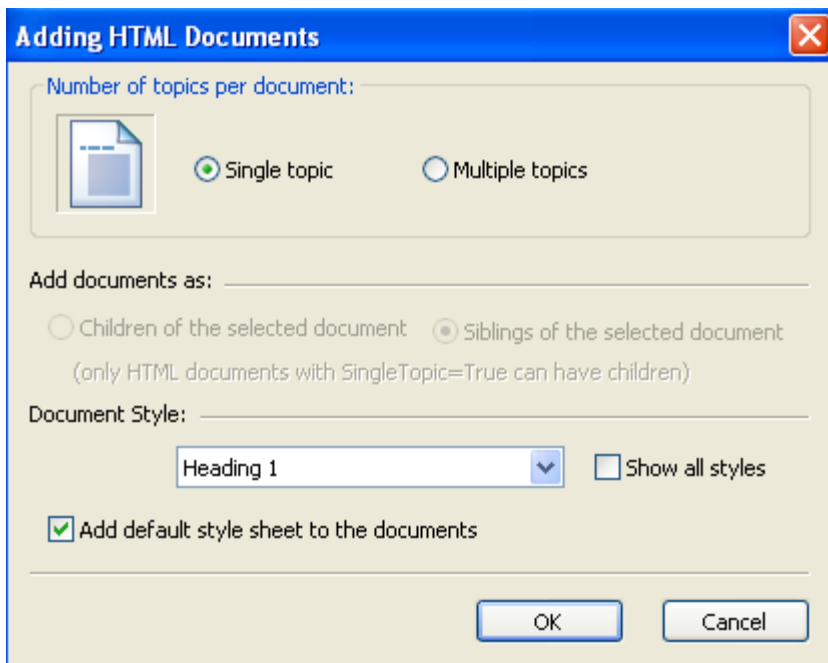 Adding HTML Documents
Number of topics per document:
Single topic Multiple topics
Add documents as:
Children of the selected document Siblings of the selected document
(only HTML documents with SingleTopic=True can have children)
Document Style:
Heading 1 Show all styles
Add default style sheet to the documents
OK Cancel